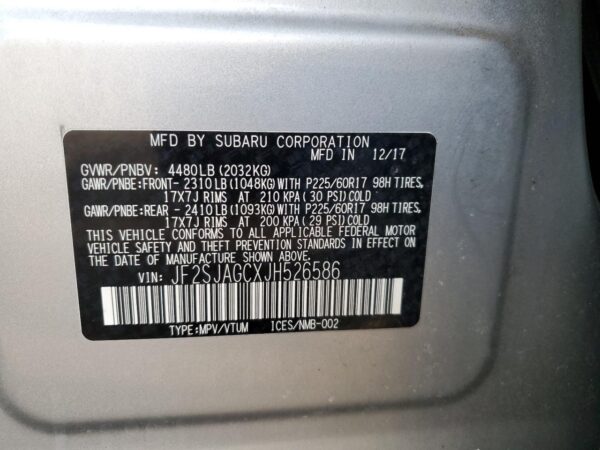 MFD BY SUBARU CORPORATION
MFD IN 12/17
GVWR/PNBV: 4480LB (2032KG)
GAWR/PNBE:FRONT- 2310LB (1048KG) WITH P225/60R17 98H TIRES,
17X7J RIMS AT 210 KPA (30 PSI) COLD
GAWR/PNBE:REAR - 2410LB (1093KG) WITH P225/60R17 98H TIRES,
17X7J RIMS AT 200 KPA (29 PSI) COLD
THIS VEHICLE CONFORMS TO ALL APPLICABLE FEDERAL MOTOR
VEHICLE SAFETY AND THEFT PREVENTION STANDARDS IN EFFECT ON
THE DATE OF MANUFACTURE SHOWN ABOVE.
VIN: JF2SJAGCXJH526586
TYPE:MPV/VTUM ICES/NMB-002